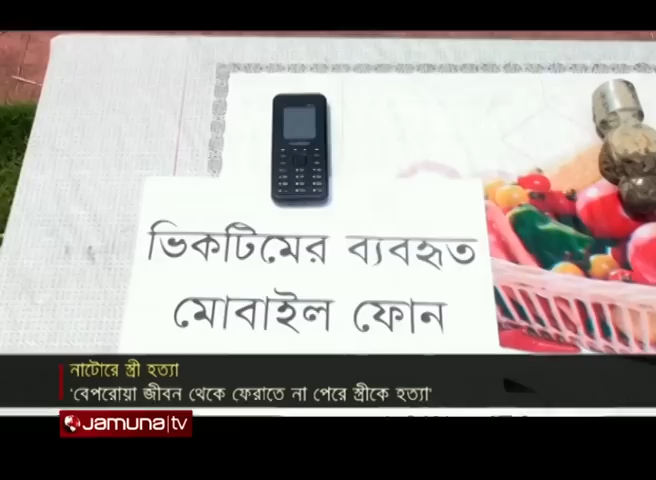 ভিকটিমের ব্যবহৃত
মোবাইল ফোন
নাটোরে স্ত্রী হত্যা
'বেপরোয়া জীবন থেকে ফেরাতে না পেরে স্ত্রীকে হত্যা'
Jamuna|tv